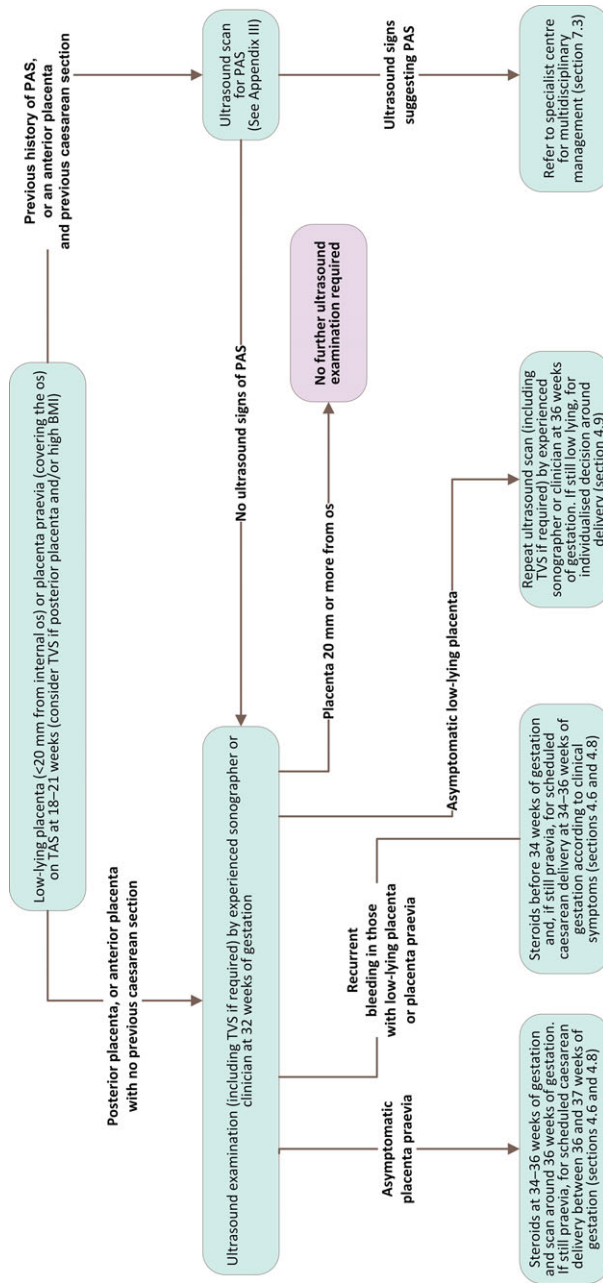 Low-lying placenta (<20 mm from internal os) or placenta praevia (covering the os)
on TAS at 18–21 weeks (consider TVS if posterior placenta and/or high BMI)
Previous history of PAS,
or an anterior placenta
and previous caesarean section
Posterior placenta, or anterior placenta
with no previous caesarean section
Ultrasound scan
for PAS
(See Appendix III)
No ultrasound signs of PAS
Ultrasound signs
suggesting PAS
Ultrasound examination (including TVS if required) by experienced sonographer or
clinician at 32 weeks of gestation
Placenta 20 mm or more from os
No further ultrasound
examination required
Asymptomatic
placenta praevia
Recurrent
bleeding in those
with low-lying placenta
or placenta praevia
Asymptomatic low-lying placenta
Steroids at 34–36 weeks of gestation
and scan around 36 weeks of gestation.
If still praevia, for scheduled caesarean
delivery between 36 and 37 weeks of
gestation (sections 4.6 and 4.8)
Steroids before 34 weeks of gestation
and, if still praevia, for scheduled
caesarean delivery at 34–36 weeks of
gestation according to clinical
symptoms (sections 4.6 and 4.8)
Repeat ultrasound scan (including
TVS if required) by experienced
sonographer or clinician at 36 weeks
of gestation. If still low lying, for
individualised decision around
delivery (section 4.9)
Refer to specialist centre
for multidisciplinary
management (section 7.3)